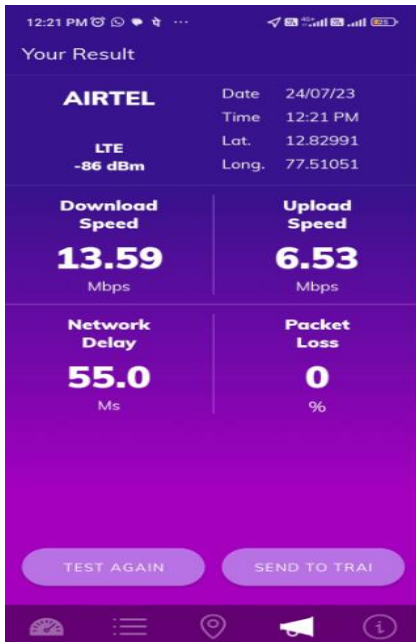 12:21 PM
Your Result
AIRTEL
LTE
-86 dBm
Date 24/07/23
Time 12:21 PM
Lat. 12.82991
Long. 77.51051
Download
Speed
13.59
Mbps
Upload
Speed
6.53
Mbps
Network
Delay
55.0
Ms
Packet
Loss
0
%
TEST AGAIN
SEND TO TRAI